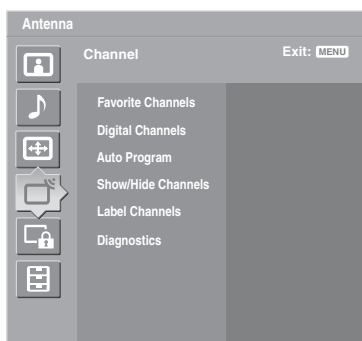 Antenna
Channel Exit: MENU
Favorite Channels
Digital Channels
Auto Program
Show/Hide Channels
Label Channels
Diagnostics